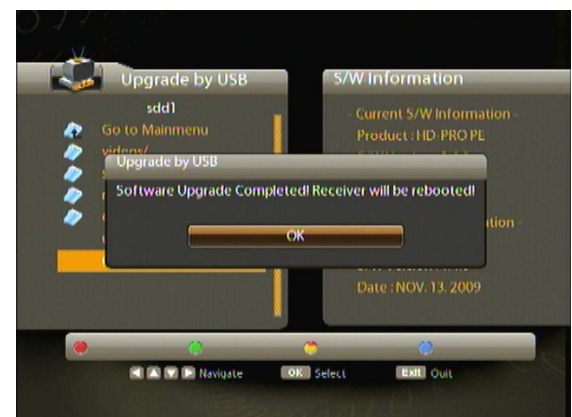 Upgrade by USB
sdd1
Go to Mainmenu
videos/
Upgrade by USB
Software Upgrade Completed! Receiver will be rebooted!
OK
S/W Information
- Current S/W Information -
Product : HD-PRO PL
Date : NOV. 13. 2009
Navigate
OK Select
Exit Quit